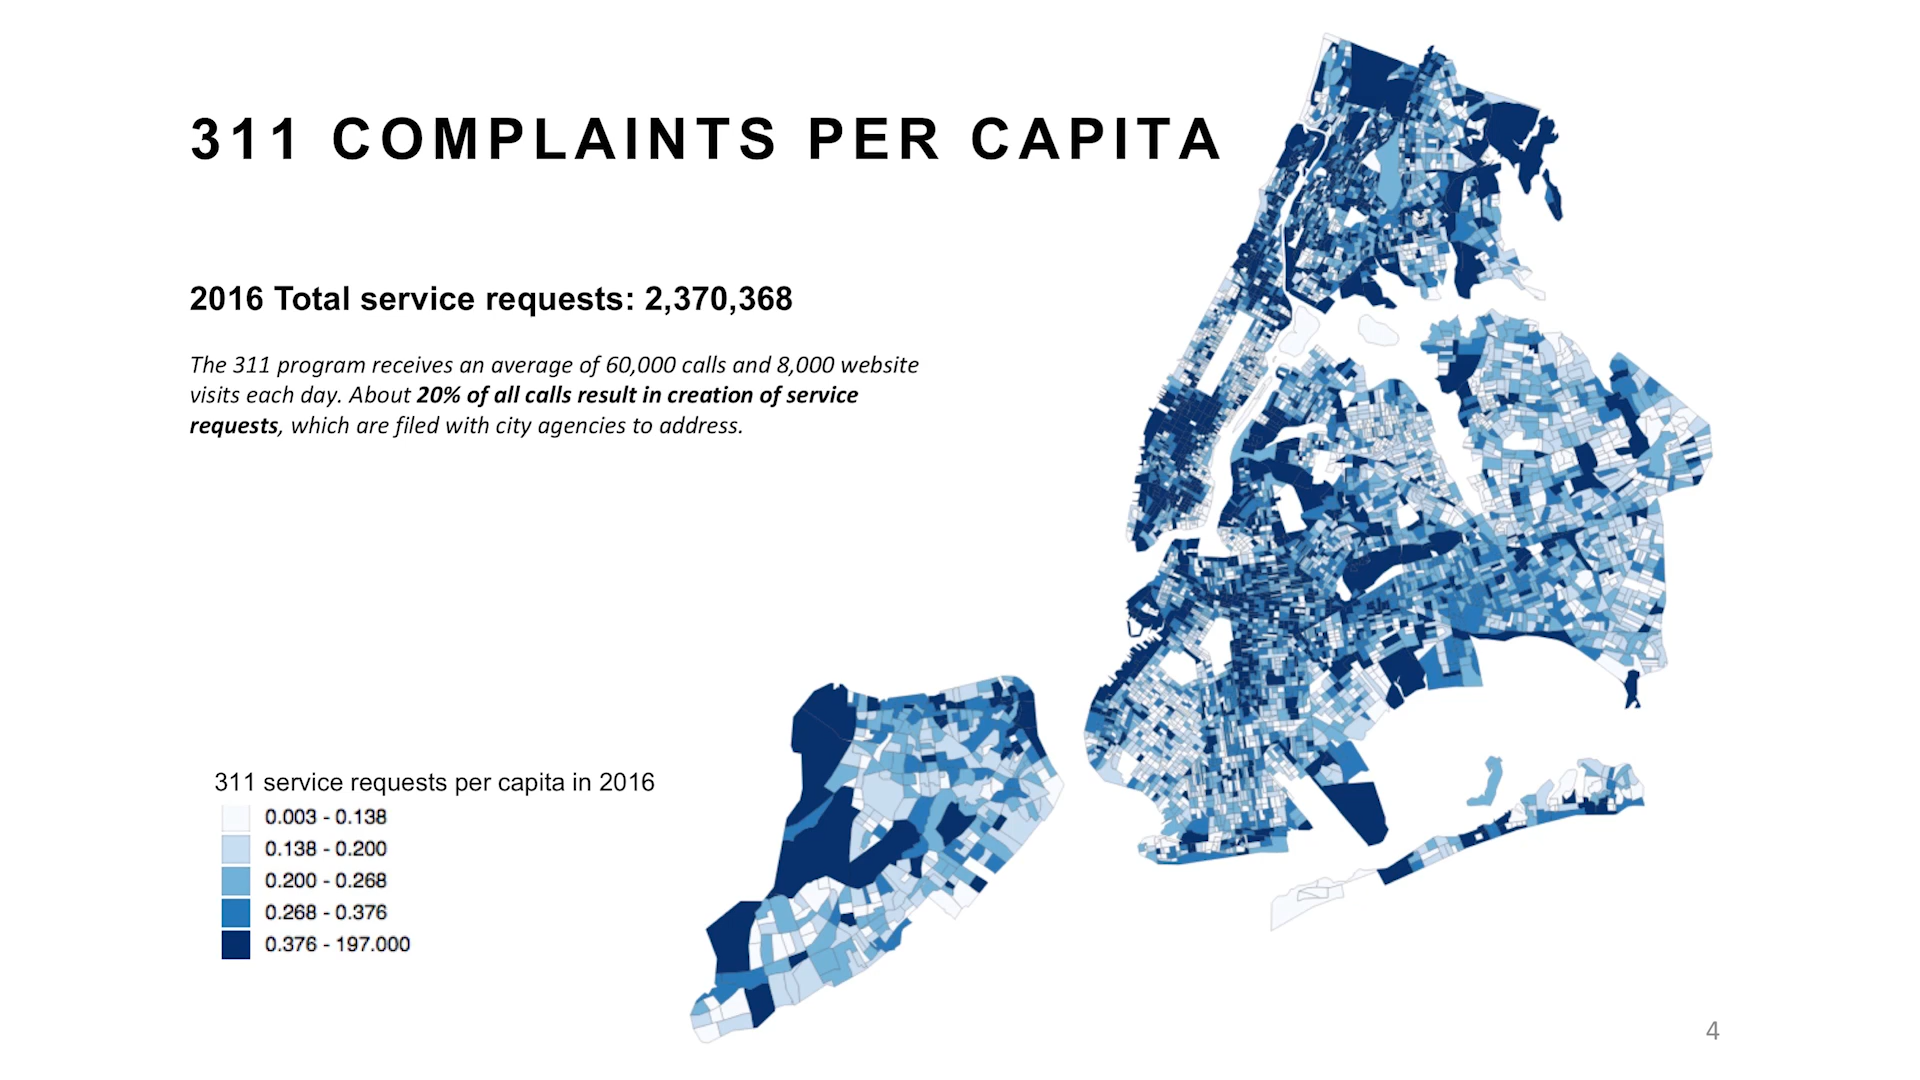 311 COMPLAINTS PER CAPITA
2016 Total service requests: 2,370,368
The 311 program receives an average of 60,000 calls and 8,000 website
visits each day. About 20% of all calls result in creation of service
requests, which are filed with city agencies to address.
311 service requests per capita in 2016
0.003 - 0.138
0.138 - 0.200
0.200 - 0.268
0.268 - 0.376
0.376 - 197.000
4